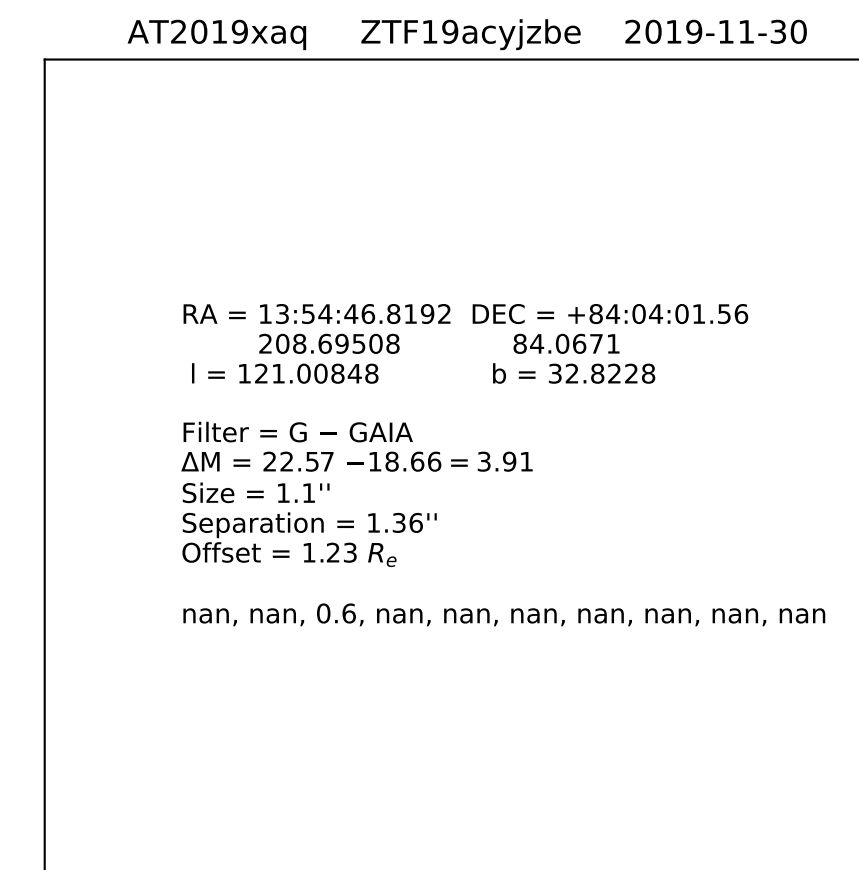 AT2019xaq ZTF19acyjzbe 2019-11-30
RA = 13:54:46.8192 DEC = +84:04:01.56
208.69508 84.0671
l = 121.00848 b = 32.8228
Filter = G − GAIA
ΔM = 22.57 −18.66 = 3.91
Size = 1.1''
Separation = 1.36''
Offset = 1.23 Rₑ
nan, nan, 0.6, nan, nan, nan, nan, nan, nan, nan